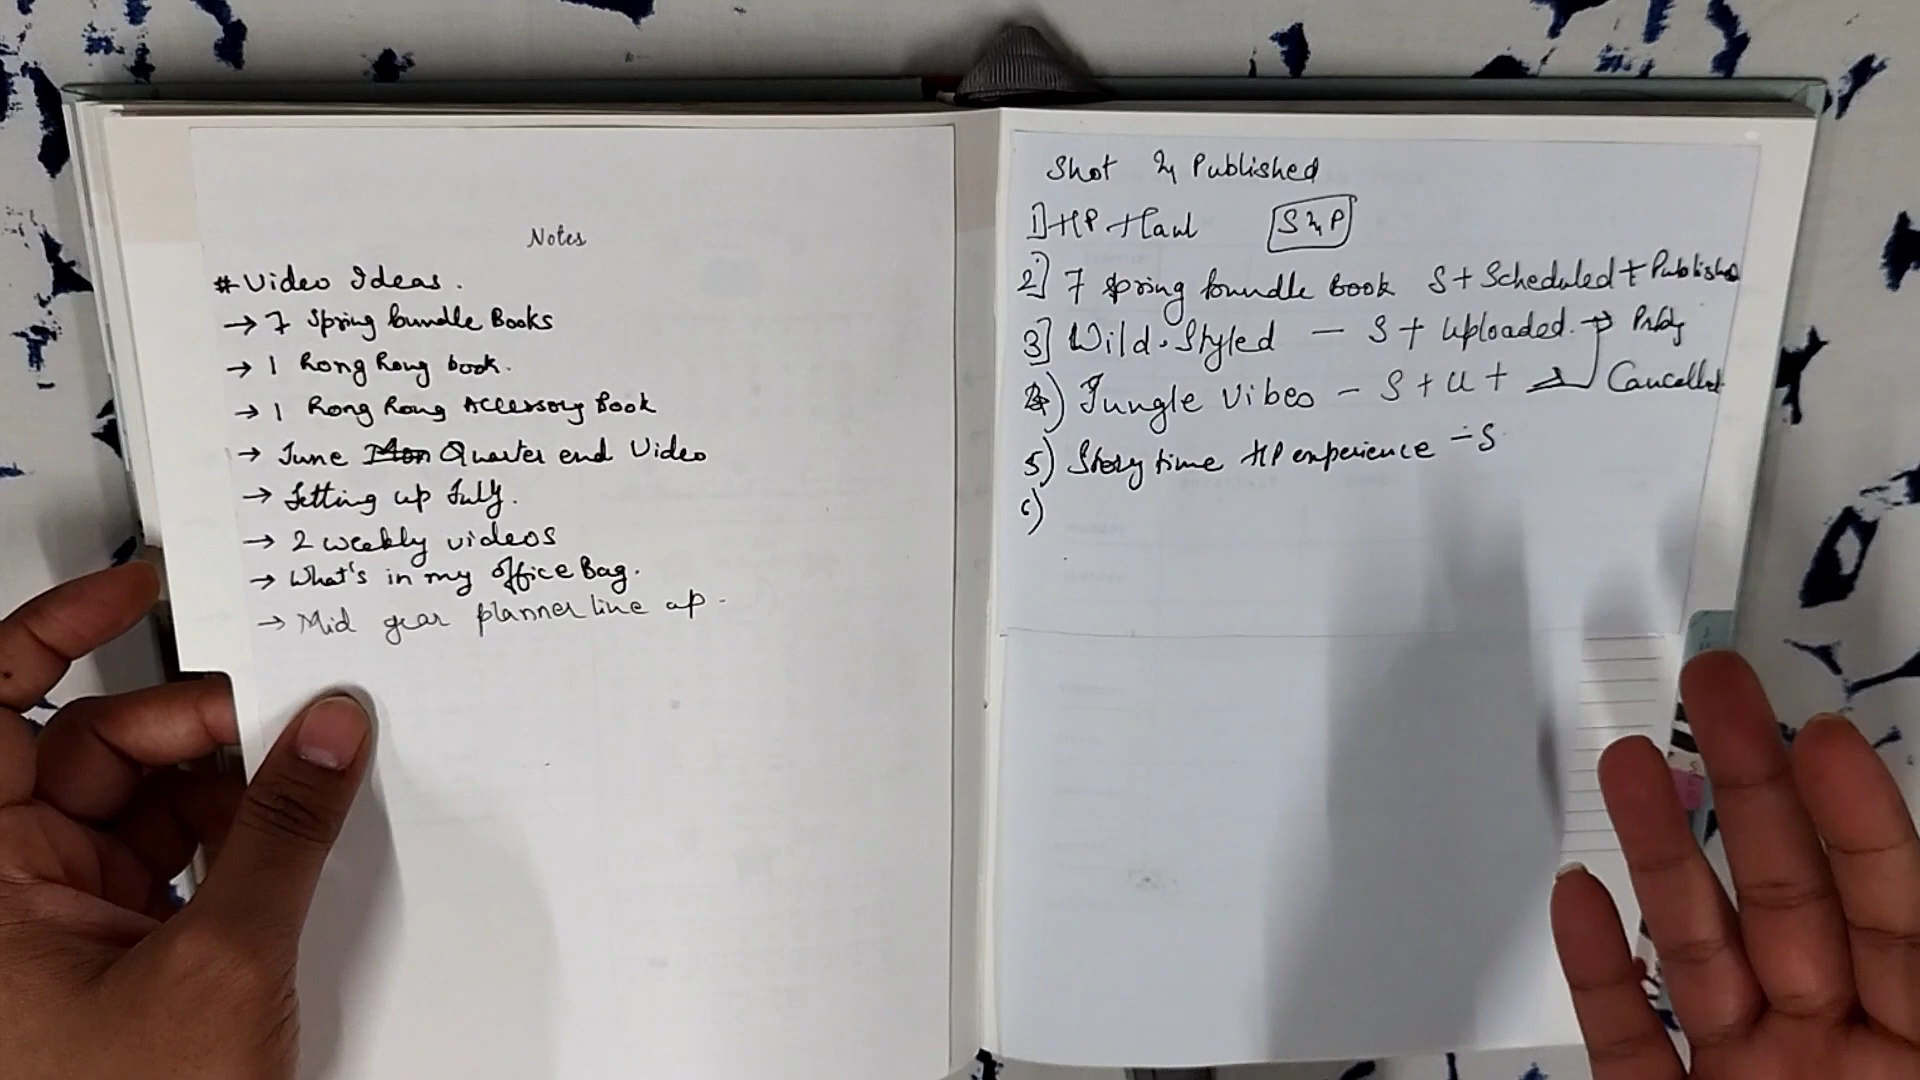 Notes
# Video Ideas.
→ 7 Spring bundle Books
→ 1 Rong Rong book.
→ 1 Rong Rong Accessory Book
→ June Quarter end Video
→ Setting up July.
→ 2 weekly videos
→ What's in my office Bag.
→ Mid year planner line up.
Shot & Published
1] HP Haul S & P
2] 7 Spring bundle Book S + Scheduled + Published
3] Wild.Styled - S + Uploaded. →
4) Jungle Vibes - S + U + Cancelled
5) Story time HP experience - S
6)